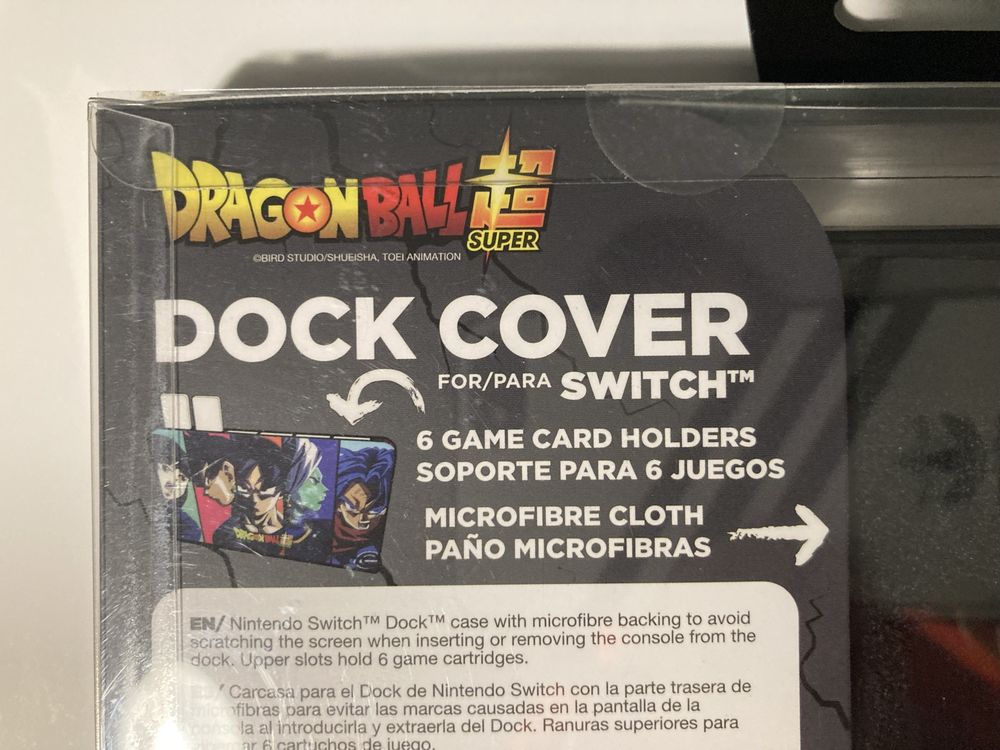 DRAGON BALL 超
SUPER
©BIRD STUDIO/SHUEISHA, TOEI ANIMATION
DOCK COVER
FOR/PARA SWITCH™
6 GAME CARD HOLDERS
SOPORTE PARA 6 JUEGOS
MICROFIBRE CLOTH
PAÑO MICROFIBRAS
DRAGON BALL
EN/ Nintendo Switch™ Dock™ case with microfibre backing to avoid
scratching the screen when inserting or removing the console from the
dock. Upper slots hold 6 game cartridges.
ES/ Carcasa para el Dock de Nintendo Switch con la parte trasera de
microfibras para evitar las marcas causadas en la pantalla de la
consola al introducirla y extraerla del Dock. Ranuras superiores para
6 cartuchos de juego.